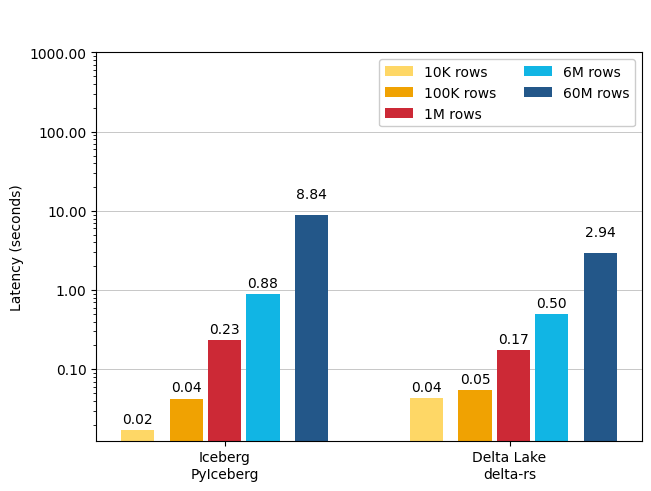 1000.00
100.00
10.00
1.00
0.10
Latency (seconds)
10K rows
100K rows
1M rows
6M rows
60M rows
0.02
0.04
0.23
0.88
8.84
0.04
0.05
0.17
0.50
2.94
Iceberg
PyIceberg
Delta Lake
delta-rs